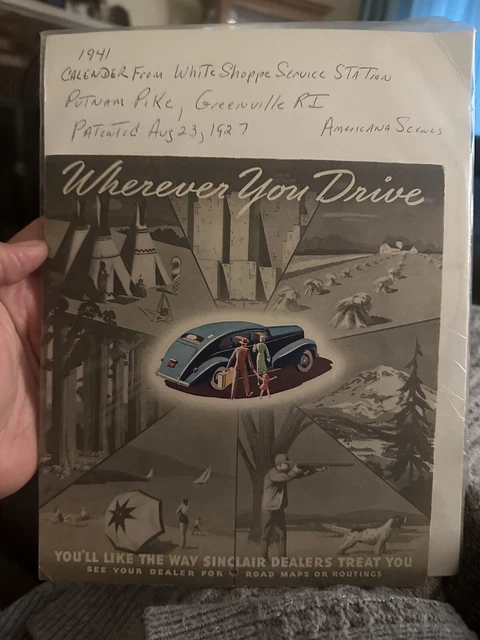 1941
CALENDER From White Shoppe Service STATION
PUTNAM PiKe, Greenville RI
PATENTED Aug 23, 1927
AMERICANA SCENES
Wherever You Drive
YOU'LL LIKE THE WAY SINCLAIR DEALERS TREAT YOU
SEE YOUR DEALER FOR ROAD MAPS OR ROUTINGS